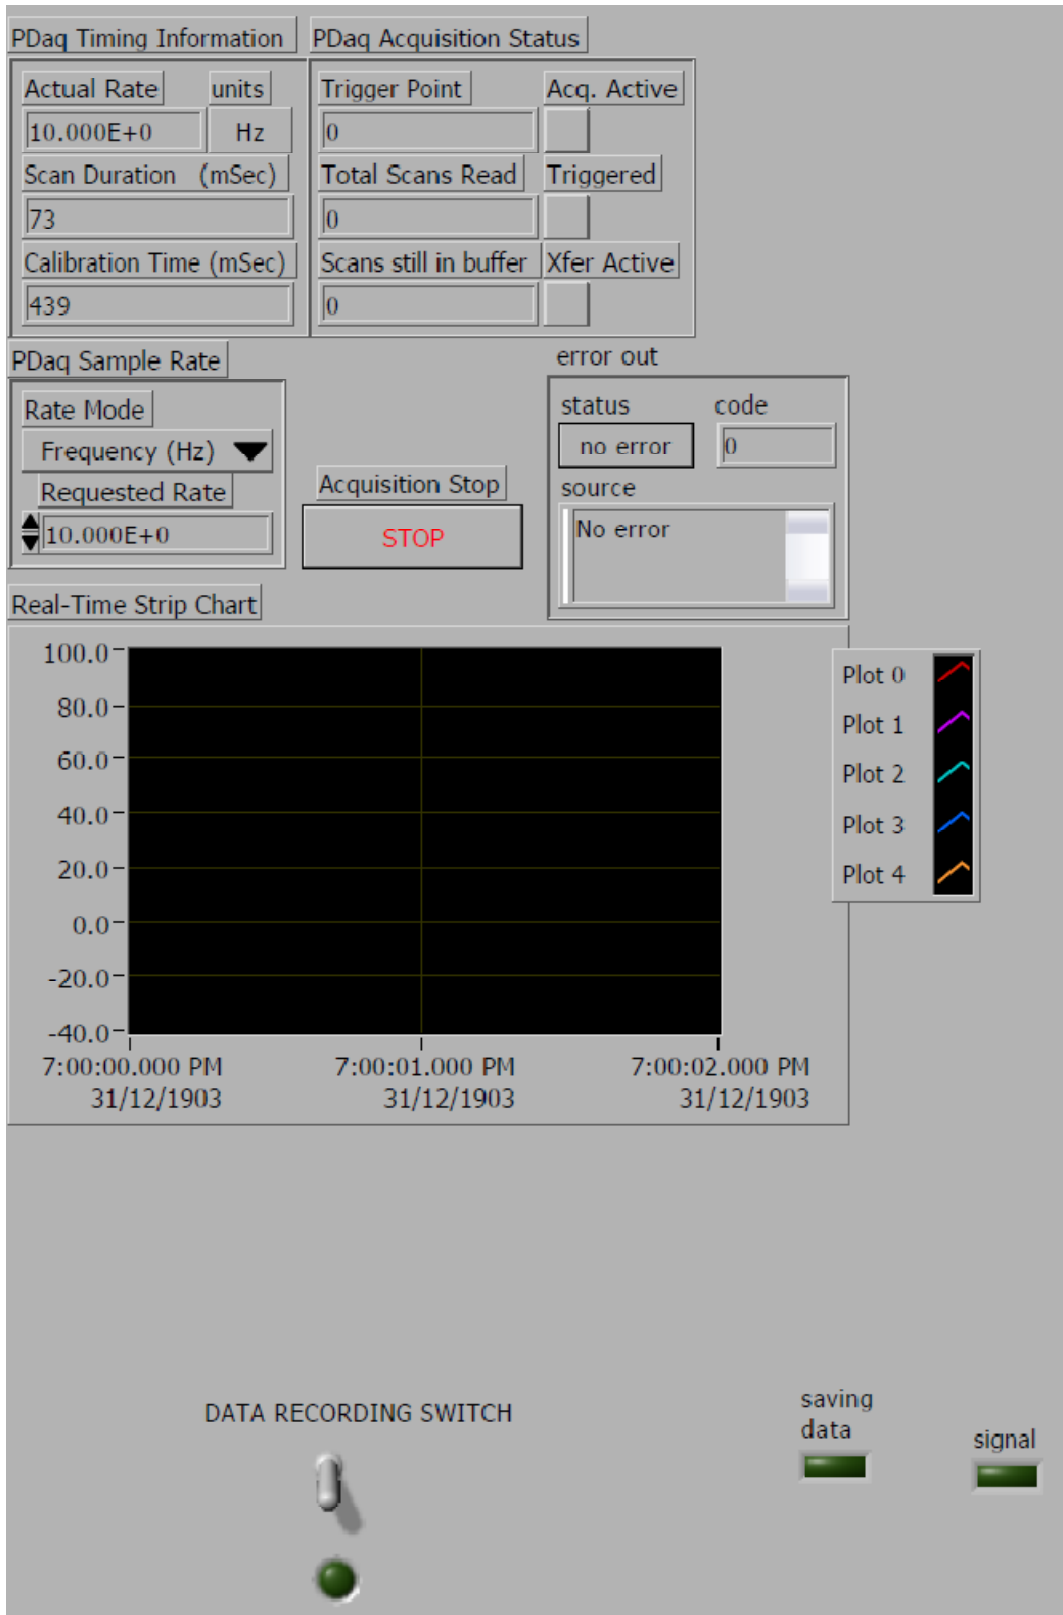 PDaq Timing Information
PDaq Acquisition Status
Actual Rate
units
10.000E+0
Hz
Scan Duration (mSec)
73
Calibration Time (mSec)
439
Trigger Point
Acq. Active
0
Total Scans Read
Triggered
0
Scans still in buffer
Xfer Active
0
PDaq Sample Rate
Rate Mode
Frequency (Hz)
Requested Rate
10.000E+0
Acquisition Stop
STOP
error out
status
code
no error
0
source
No error
Real-Time Strip Chart
100.0
80.0
60.0
40.0
20.0
0.0
-20.0
-40.0
7:00:00.000 PM
31/12/1903
7:00:01.000 PM
31/12/1903
7:00:02.000 PM
31/12/1903
Plot 0
Plot 1
Plot 2
Plot 3
Plot 4
DATA RECORDING SWITCH
saving
data
signal